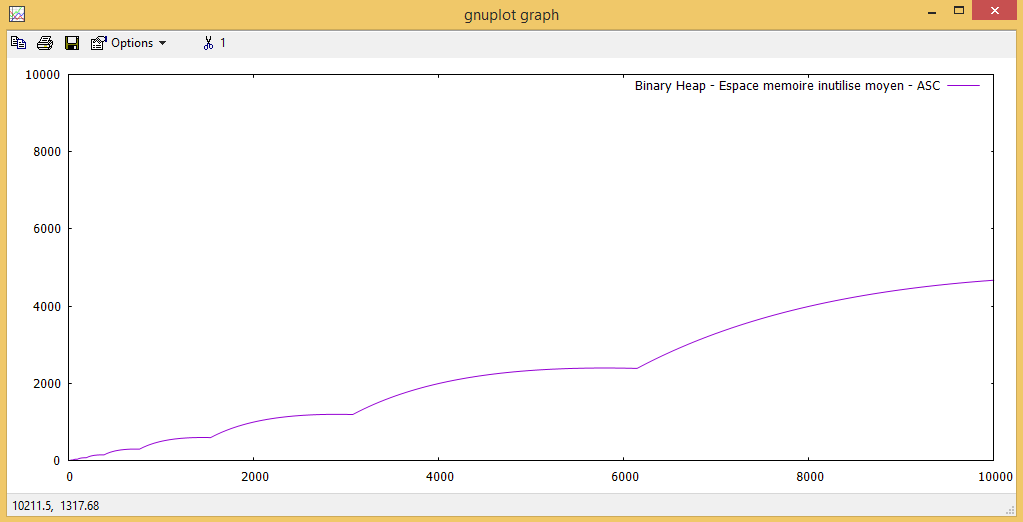 gnuplot graph
Options 1
10000
Binary Heap - Espace memoire inutilise moyen - ASC
8000
6000
4000
2000
0
0 2000 4000 6000 8000 10000
10211.5, 1317.68